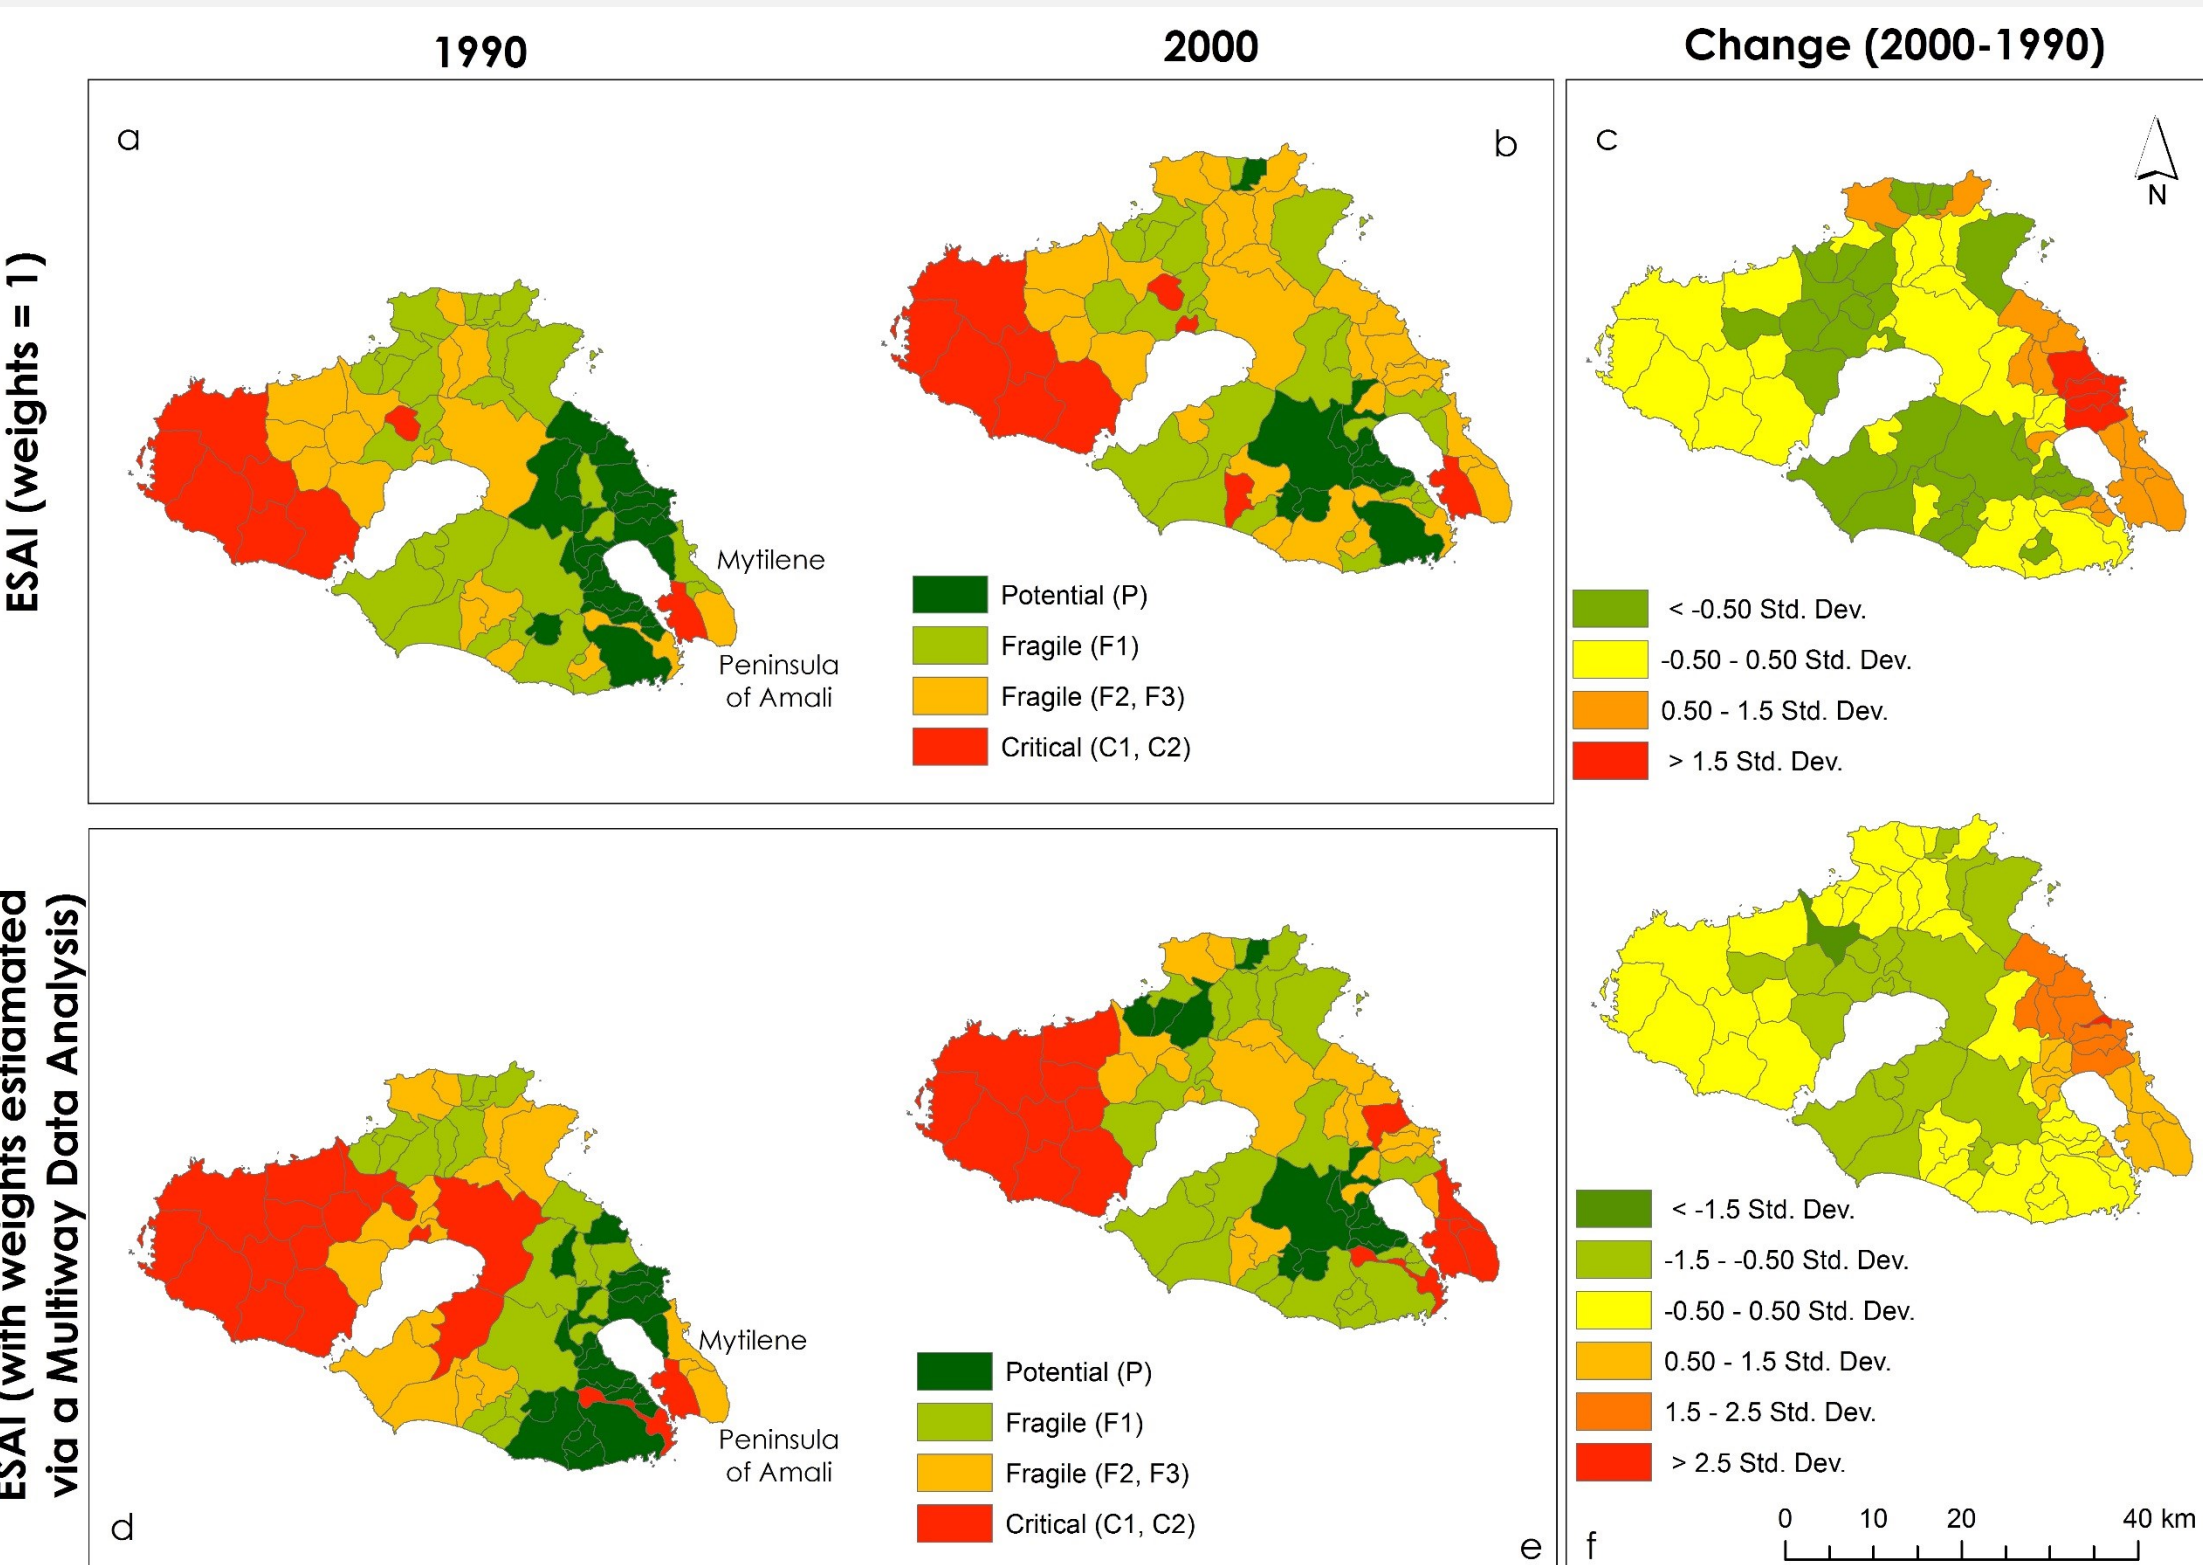 1990
2000
Change (2000-1990)
ESAI (weights = 1)
a
b
c
N
Mytilene
Peninsula
of Amali
Potential (P)
Fragile (F1)
Fragile (F2, F3)
Critical (C1, C2)
< -0.50 Std. Dev.
-0.50 - 0.50 Std. Dev.
0.50 - 1.5 Std. Dev.
> 1.5 Std. Dev.
ESAI (with weights estiamated
via a Multiway Data Analysis)
Mytilene
Peninsula
of Amali
d
Potential (P)
Fragile (F1)
Fragile (F2, F3)
Critical (C1, C2)
e
< -1.5 Std. Dev.
-1.5 - -0.50 Std. Dev.
-0.50 - 0.50 Std. Dev.
0.50 - 1.5 Std. Dev.
1.5 - 2.5 Std. Dev.
> 2.5 Std. Dev.
0 10 20 40 km
f